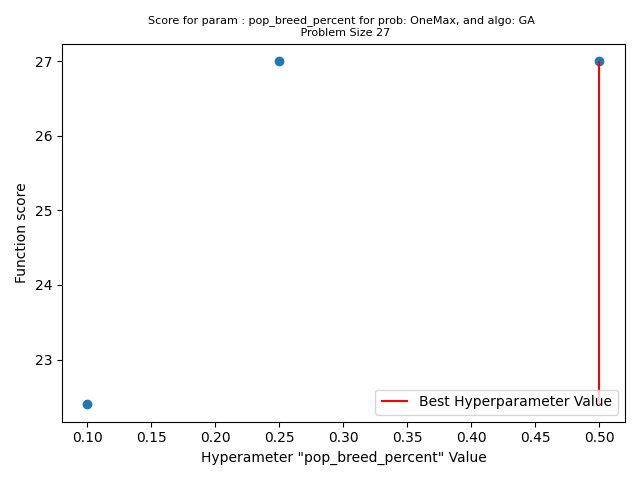 Score for param : pop_breed_percent for prob: OneMax, and algo: GA
Problem Size 27
27
26
25
24
23
Function score
0.10 0.15 0.20 0.25 0.30 0.35 0.40 0.45 0.50
Hyperameter "pop_breed_percent" Value
Best Hyperparameter Value